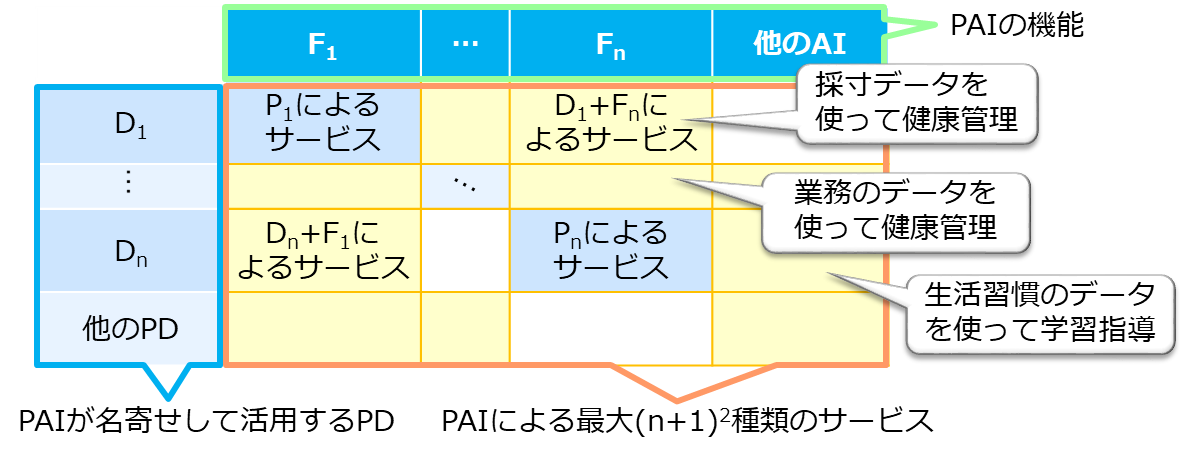 PAIの機能
F₁
…
Fₙ
他のAI
採寸データを
使って健康管理
D₁
P₁による
サービス
D₁+Fₙに
よるサービス
⋮
⋱
業務のデータを
使って健康管理
Dₙ
Dₙ+F₁に
よるサービス
Pₙによる
サービス
生活習慣のデータ
を使って学習指導
他のPD
PAIが名寄せして活用するPD
PAIによる最大(n+1)²種類のサービス